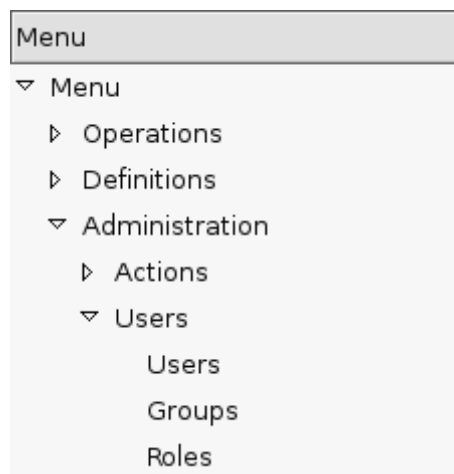 Menu
Menu
Operations
Definitions
Administration
Actions
Users
Users
Groups
Roles